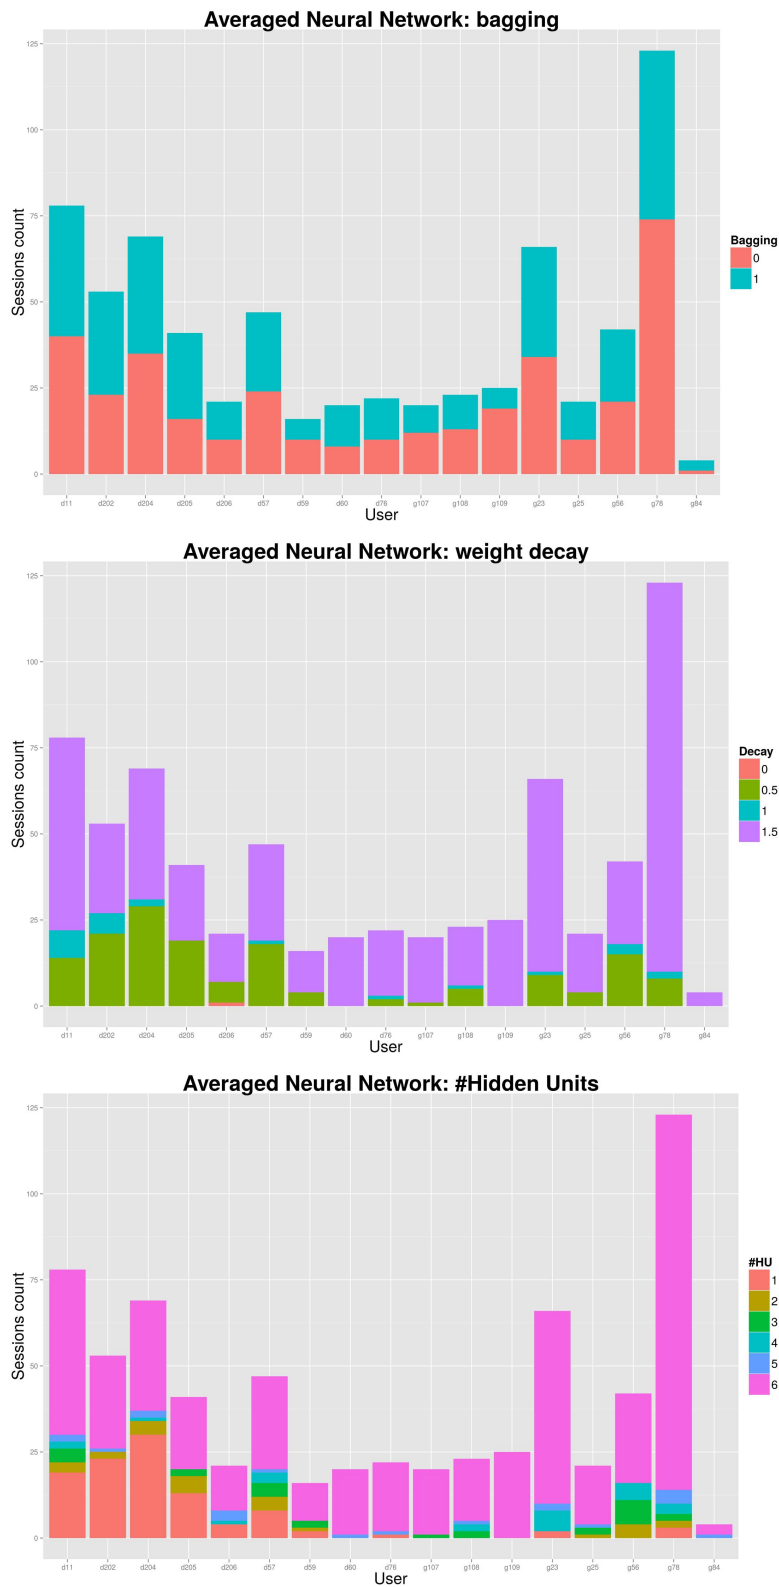 Averaged Neural Network: bagging
125
100
75
50
25
0
Sessions count
d11 d202 d204 d205 d206 d57 d59 d60 d76 g107 g108 g109 g23 g25 g56 g78 g84
User
Bagging
0
1
Averaged Neural Network: weight decay
125
100
75
50
25
0
Sessions count
d11 d202 d204 d205 d206 d57 d59 d60 d76 g107 g108 g109 g23 g25 g56 g78 g84
User
Decay
0
0.5
1
1.5
Averaged Neural Network: #Hidden Units
125
100
75
50
25
0
Sessions count
d11 d202 d204 d205 d206 d57 d59 d60 d76 g107 g108 g109 g23 g25 g56 g78 g84
User
#HU
1
2
3
4
5
6